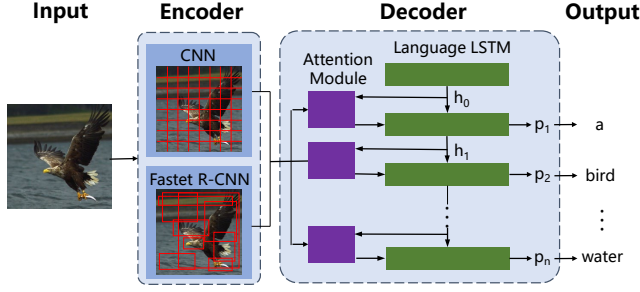 Input
Encoder
Decoder
Output
CNN
Fastet R-CNN
Attention
Module
Language LSTM
h0
p1
a
h1
p2
bird
pn
water